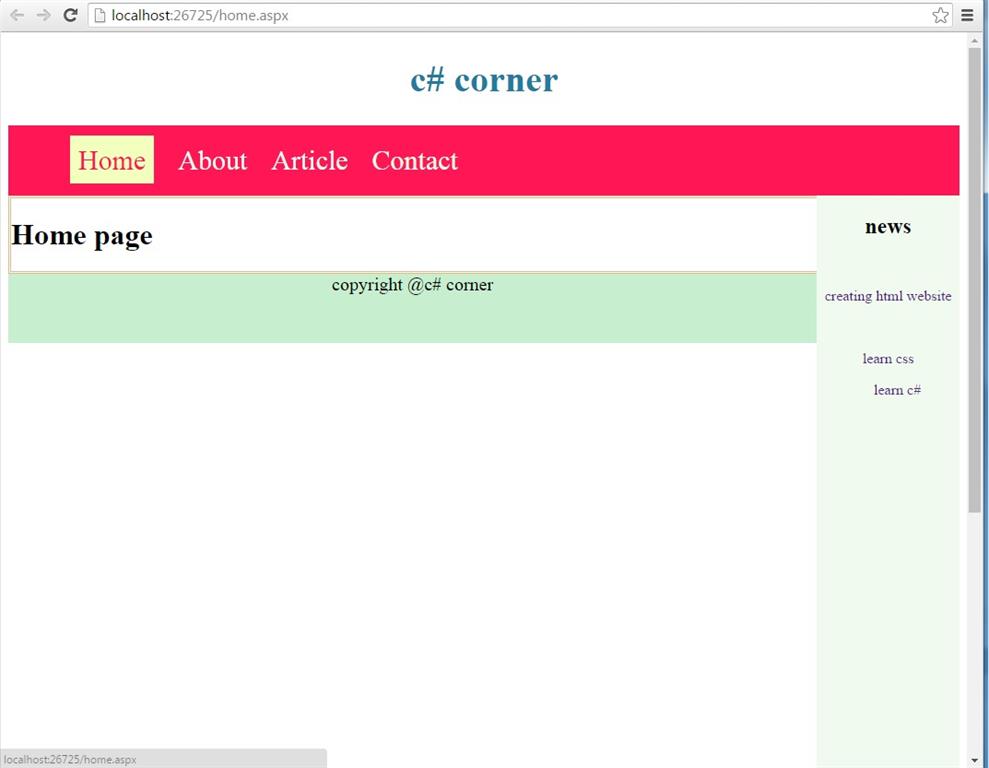 localhost:26725/home.aspx
c# corner
Home About Article Contact
Home page
copyright @c# corner
news
creating html website
learn css
learn c#
localhost:26725/home.aspx